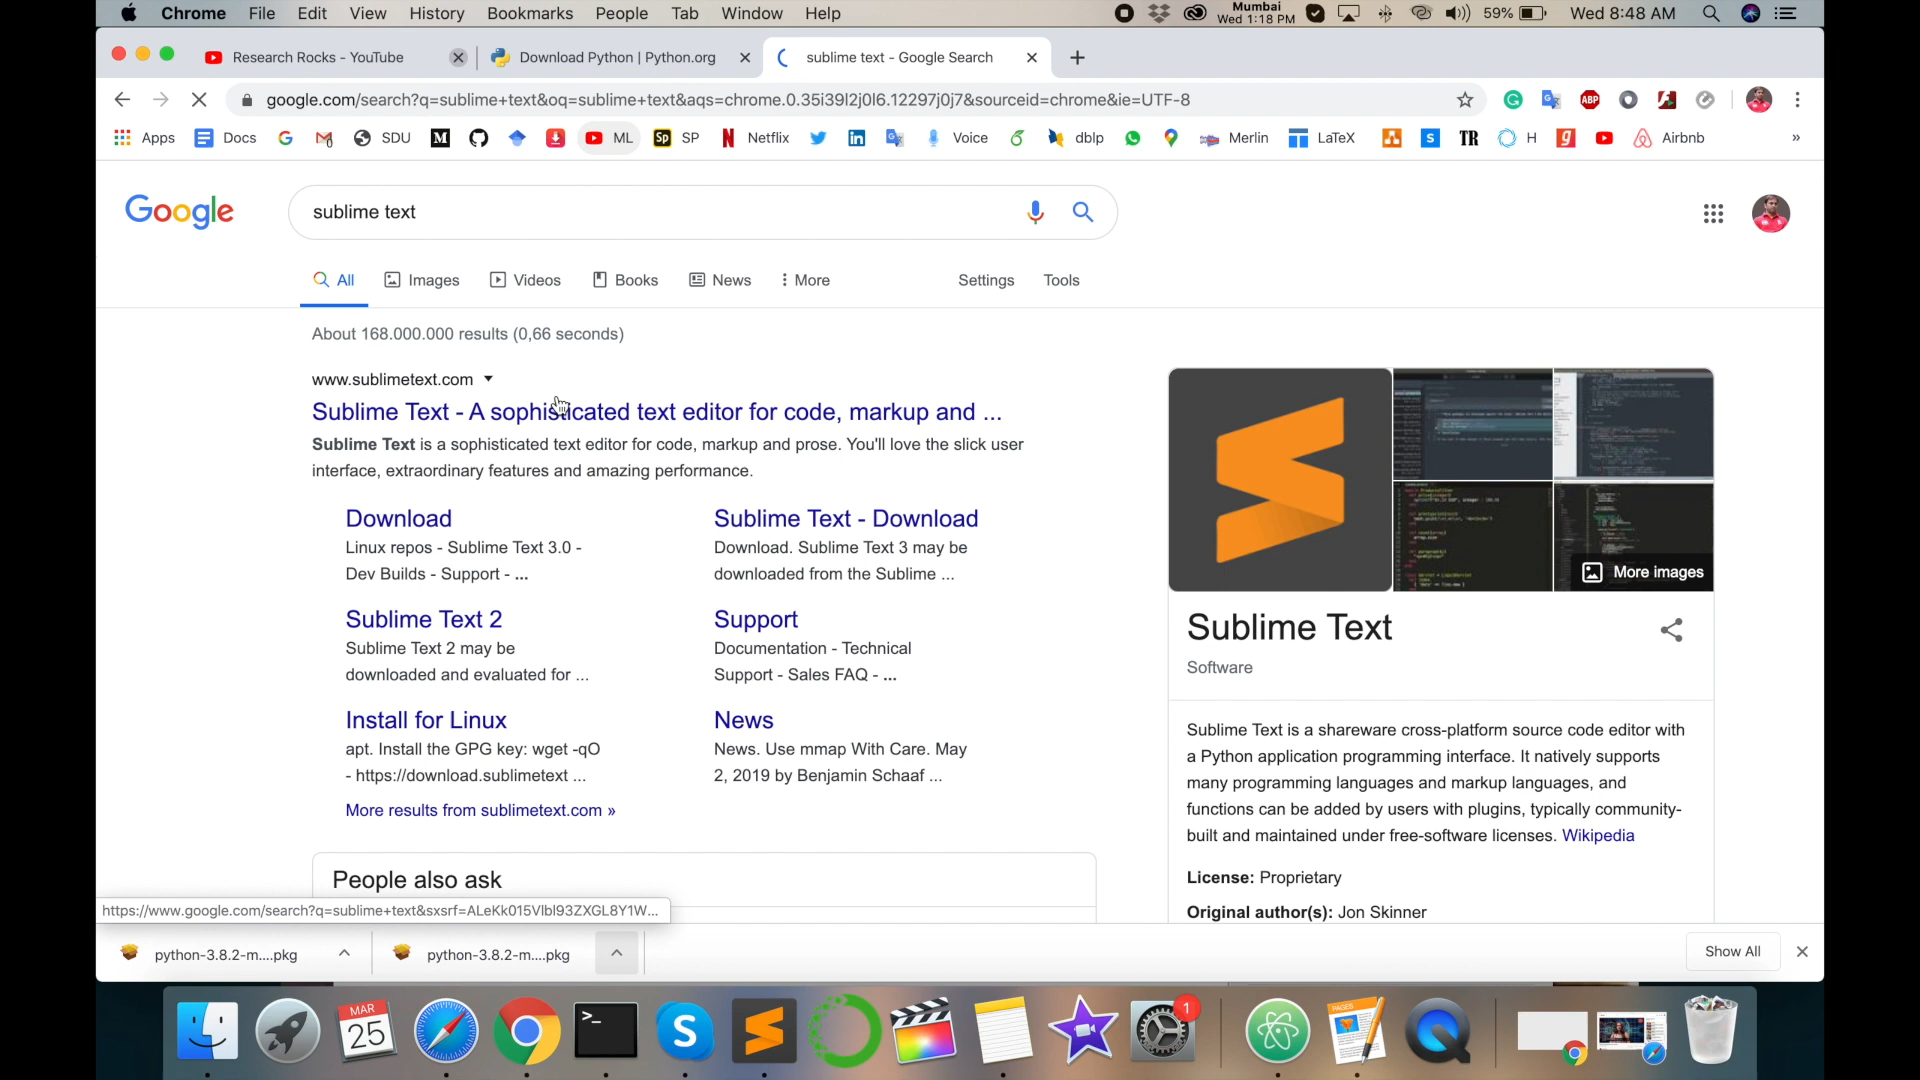 Chrome File Edit View History Bookmarks People Tab Window Help
Mumbai
Wed 1:18 PM
59%
Wed 8:48 AM
Research Rocks - YouTube
Download Python | Python.org
sublime text - Google Search
google.com/search?q=sublime+text&oq=sublime+text&aqs=chrome.0.35i39l2j0l6.12297j0j7&sourceid=chrome&ie=UTF-8
ABP
Apps Docs SDU ML SP Netflix Voice dblp Merlin LaTeX TR H Airbnb »
Google
sublime text
All Images Videos Books News More Settings Tools
About 168.000.000 results (0,66 seconds)
www.sublimetext.com
Sublime Text - A sophisticated text editor for code, markup and ...
Sublime Text is a sophisticated text editor for code, markup and prose. You'll love the slick user
interface, extraordinary features and amazing performance.
Download
Linux repos - Sublime Text 3.0 -
Dev Builds - Support - ...
Sublime Text - Download
Download. Sublime Text 3 may be
downloaded from the Sublime ...
Sublime Text 2
Sublime Text 2 may be
downloaded and evaluated for ...
Support
Documentation - Technical
Support - Sales FAQ - ...
Install for Linux
apt. Install the GPG key: wget -qO
- https://download.sublimetext ...
News
News. Use mmap With Care. May
2, 2019 by Benjamin Schaaf ...
More results from sublimetext.com »
People also ask
More images
Sublime Text
Software
Sublime Text is a shareware cross-platform source code editor with
a Python application programming interface. It natively supports
many programming languages and markup languages, and
functions can be added by users with plugins, typically community-
built and maintained under free-software licenses. Wikipedia
License: Proprietary
Original author(s): Jon Skinner
https://www.google.com/search?q=sublime+text&sxsrf=ALeKk015Vlbl93ZXGL8Y1W...
python-3.8.2-m....pkg
python-3.8.2-m....pkg
Show All
MAR
25
1
PAGES